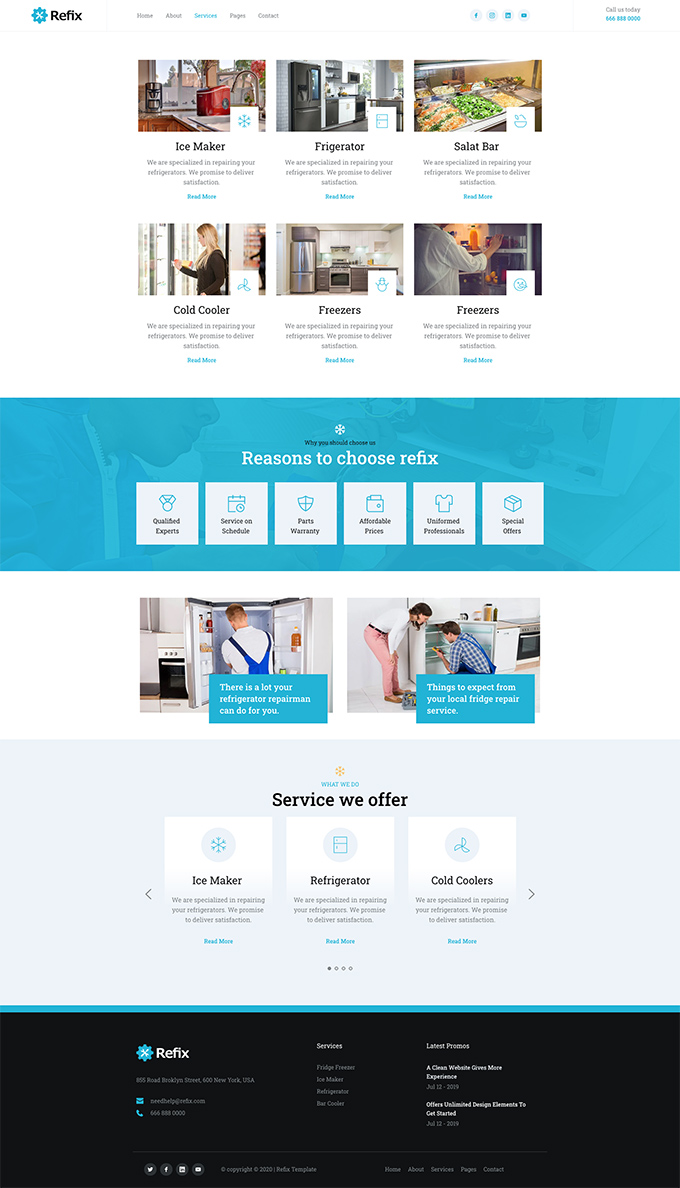 Refix
Home About Services Pages Contact
Call us today
666 888 0000
Ice Maker
We are specialized in repairing your
refrigerators. We promise to deliver
satisfaction.
Read More
Frigerator
We are specialized in repairing your
refrigerators. We promise to deliver
satisfaction.
Read More
Salat Bar
We are specialized in repairing your
refrigerators. We promise to deliver
satisfaction.
Read More
Cold Cooler
We are specialized in repairing your
refrigerators. We promise to deliver
satisfaction.
Read More
Freezers
We are specialized in repairing your
refrigerators. We promise to deliver
satisfaction.
Read More
Freezers
We are specialized in repairing your
refrigerators. We promise to deliver
satisfaction.
Read More
Why you should choose us
Reasons to choose refix
Qualified
Experts
Service on
Schedule
Parts
Warranty
Affordable
Prices
Uniformed
Professionals
Special
Offers
There is a lot your
refrigerator repairman
can do for you.
Things to expect from
your local fridge repair
service.
WHAT WE DO
Service we offer
Ice Maker
We are specialized in repairing
your refrigerators. We promise
to deliver satisfaction.
Read More
Refrigerator
We are specialized in repairing
your refrigerators. We promise
to deliver satisfaction.
Read More
Cold Coolers
We are specialized in repairing
your refrigerators. We promise
to deliver satisfaction.
Read More
Refix
855 Road Broklyn Street, 600 New York, USA
needhelp@refix.com
666 888 0000
Services
Fridge Freezer
Ice Maker
Refrigerator
Bar Cooler
Latest Promos
A Clean Website Gives More
Experience
Jul 12 - 2019
Offers Unlimited Design Elements To
Get Started
Jul 12 - 2019
© copyright © 2020 | Refix Template
Home About Services Pages Contact